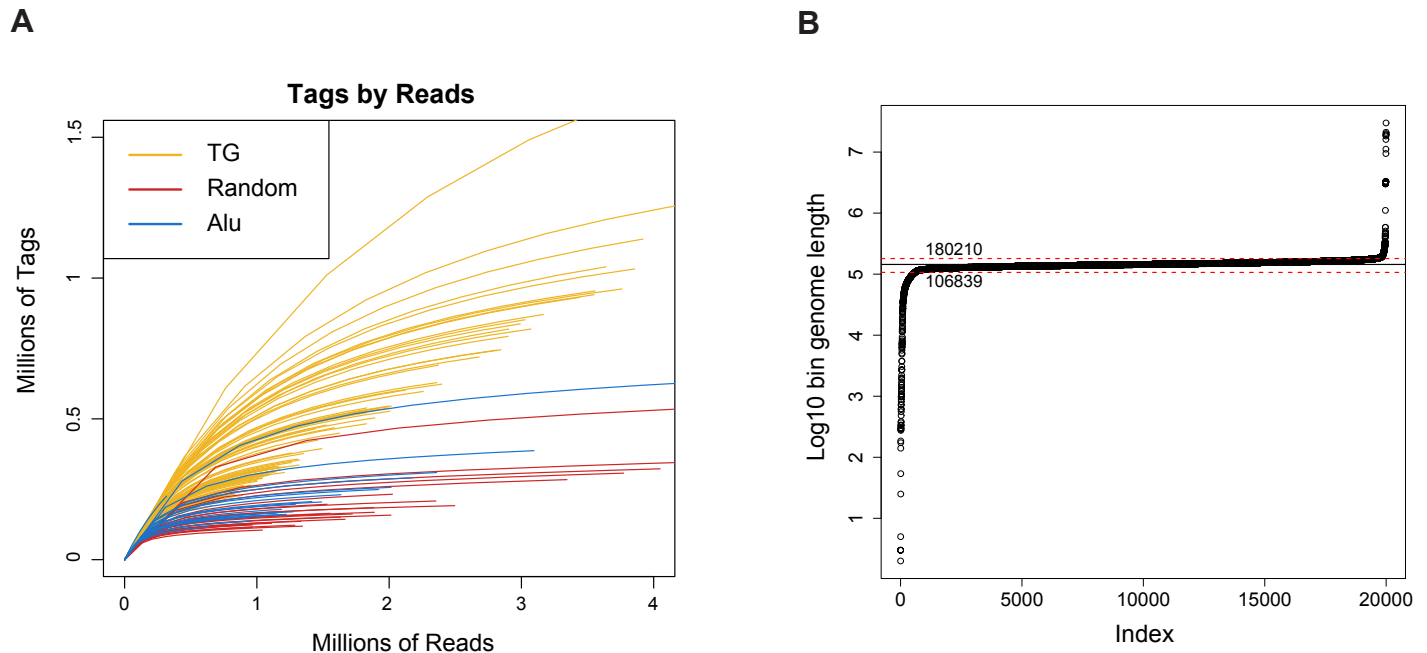 A
Tags by Reads
TG
Random
Alu
1.5
1
0.5
0
Millions of Tags
0 1 2 3 4
Millions of Reads
B
7
6
5
4
3
2
1
Log10 bin genome length
180210
106839
0 5000 10000 15000 20000
Index